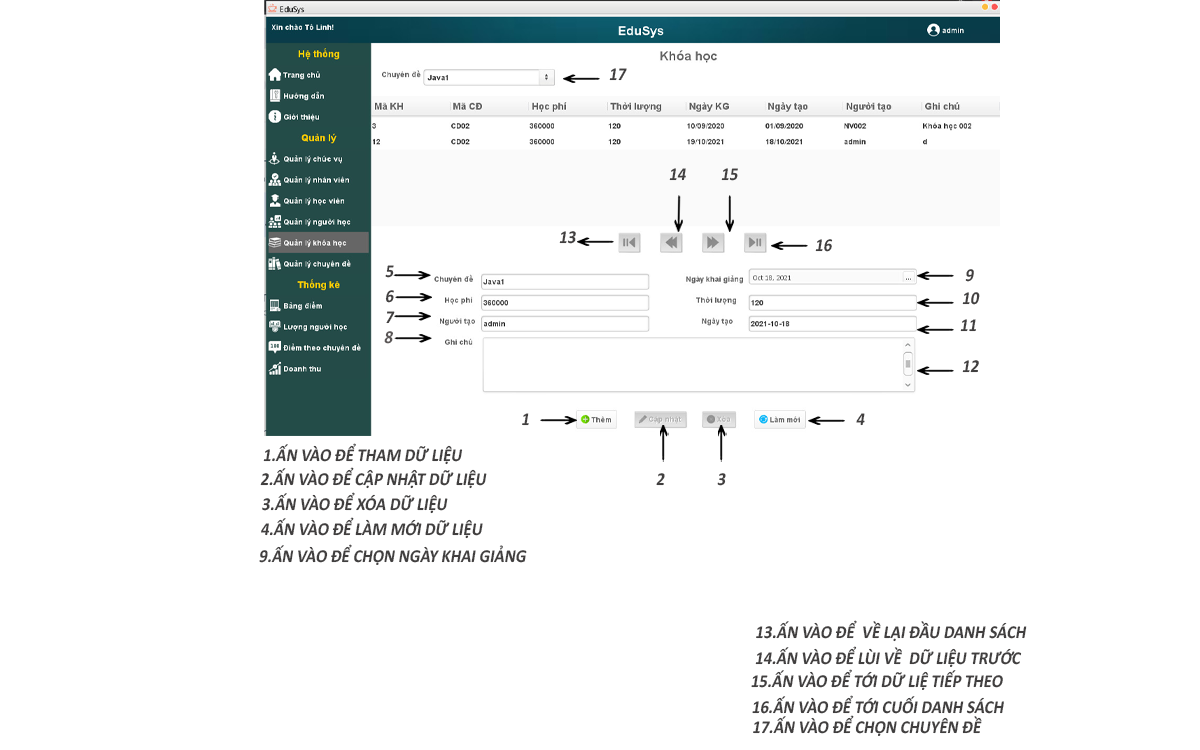 EduSys
Xin chào Tô Linh!
EduSys
admin
Hệ thống
Trang chủ
Hướng dẫn
Giới thiệu
Quản lý
Quản lý chức vụ
Quản lý nhân viên
Quản lý học viên
Quản lý người học
Quản lý khóa học
Quản lý chuyên đề
Thống kê
Bảng điểm
Lượng người học
Điểm theo chuyên đề
Doanh thu
Khóa học
Chuyên đề Java1 17
Mã KH Mã CĐ Học phí Thời lượng Ngày KG Ngày tạo Người tạo Ghi chú
3 CD02 360000 120 10/09/2020 01/09/2020 NV002 Khóa học 002
12 CD02 360000 120 19/10/2021 18/10/2021 admin d
14 15
13 16
5 Chuyên đề Java1 Ngày khai giảng Oct 18, 2021 ... 9
6 Học phí 360000 Thời lượng 120 10
7 Người tạo admin Ngày tạo 2021-10-18 11
8 Ghi chú 12
1 Thêm Cập nhật Xóa Làm mới 4
2 3
1.ẤN VÀO ĐỂ THAM DỮ LIỆU
2.ẤN VÀO ĐỂ CẬP NHẬT DỮ LIỆU
3.ẤN VÀO ĐỂ XÓA DỮ LIỆU
4.ẤN VÀO ĐỂ LÀM MỚI DỮ LIỆU
9.ẤN VÀO ĐỂ CHỌN NGÀY KHAI GIẢNG
13.ẤN VÀO ĐỂ VỀ LẠI ĐẦU DANH SÁCH
14.ẤN VÀO ĐỂ LÙI VỀ DỮ LIỆU TRƯỚC
15.ẤN VÀO ĐỂ TỚI DỮ LIỆ TIẾP THEO
16.ẤN VÀO ĐỂ TỚI CUỐI DANH SÁCH
17.ẤN VÀO ĐỂ CHỌN CHUYÊN ĐỀ